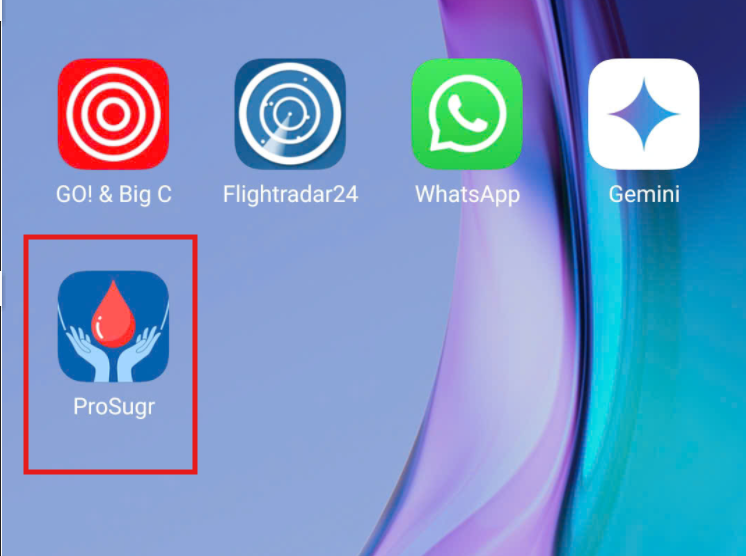 GO! & Big C
Flightradar24
WhatsApp
Gemini
ProSugr